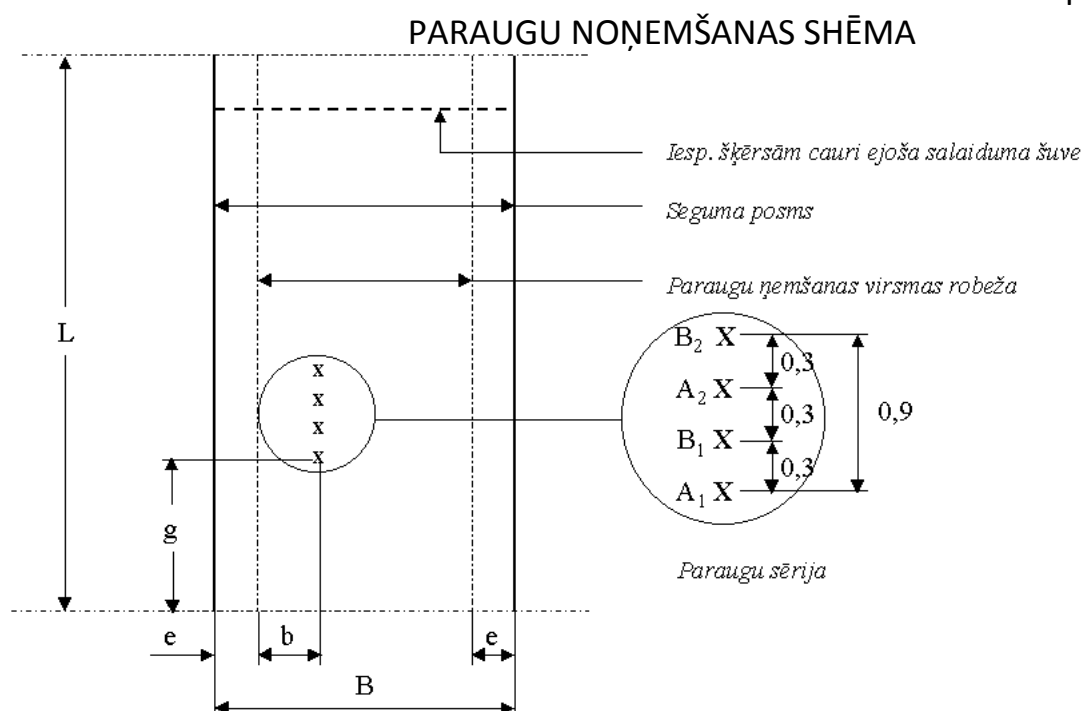 PARAUGU NOŅEMŠANAS SHĒMA
Iesp. šķērsām cauri ejoša salaiduma šuve
Seguma posms
Paraugu ņemšanas virsmas robeža
L
B₂ X
0,3
x
A₂ X
x
0,3
0,9
x
B₁ X
x
0,3
A₁ X
g
Paraugu sērija
e
b
e
B